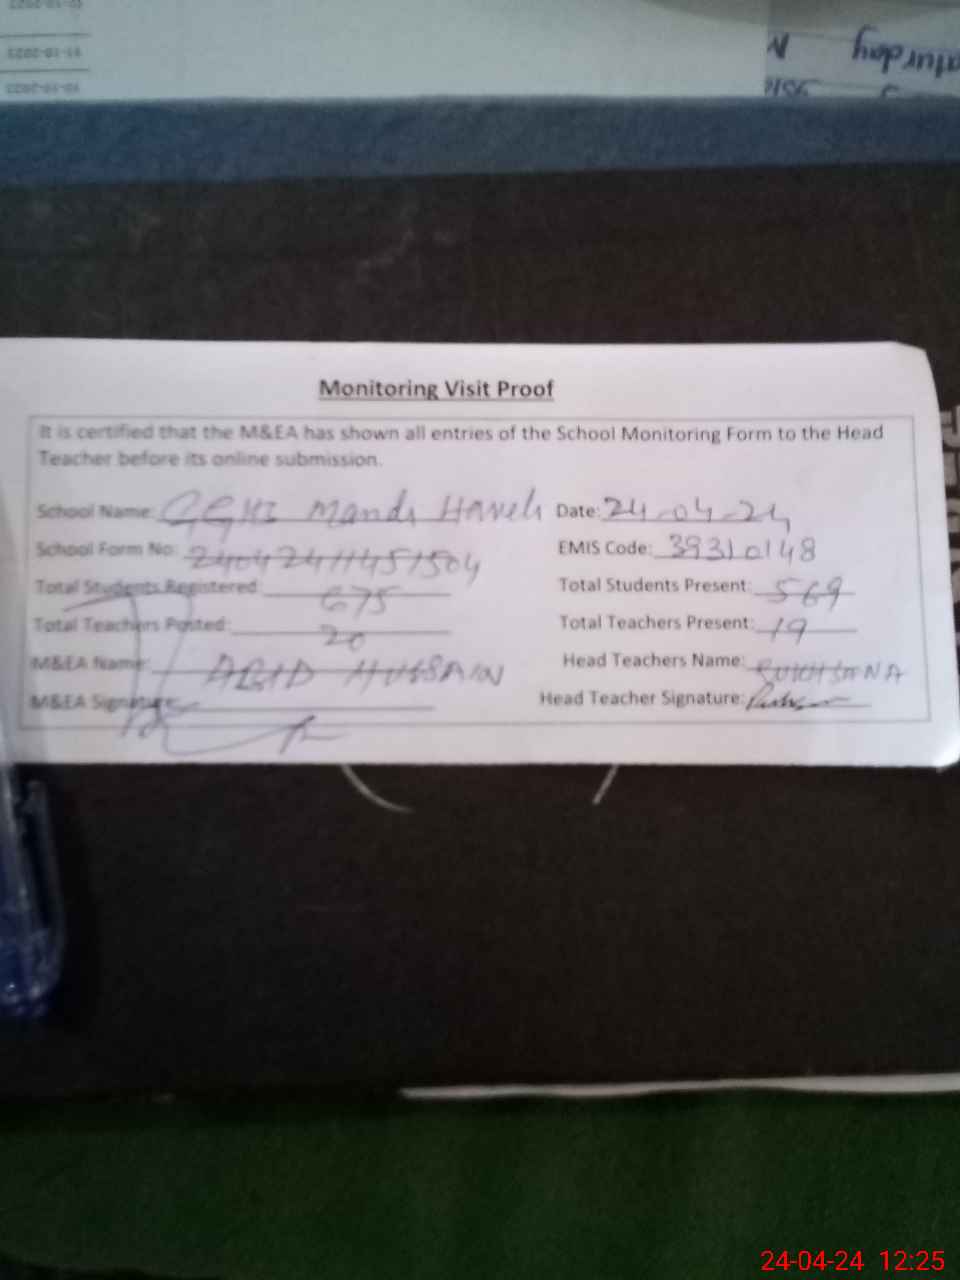 Monitoring Visit Proof
It is certified that the M&EA has shown all entries of the School Monitoring Form to the Head
Teacher before its online submission.
School Name: GGHS Mandi Haveli Date: 24-04-24
School Form No: 24042411451504 EMIS Code: 39310148
Total Students Registered: 675 Total Students Present: 569
Total Teachers Posted: 20 Total Teachers Present: 19
M&EA Name: ABID HUSSAIN Head Teachers Name:
M&EA Signature: Head Teacher Signature:
24-04-24 12:25